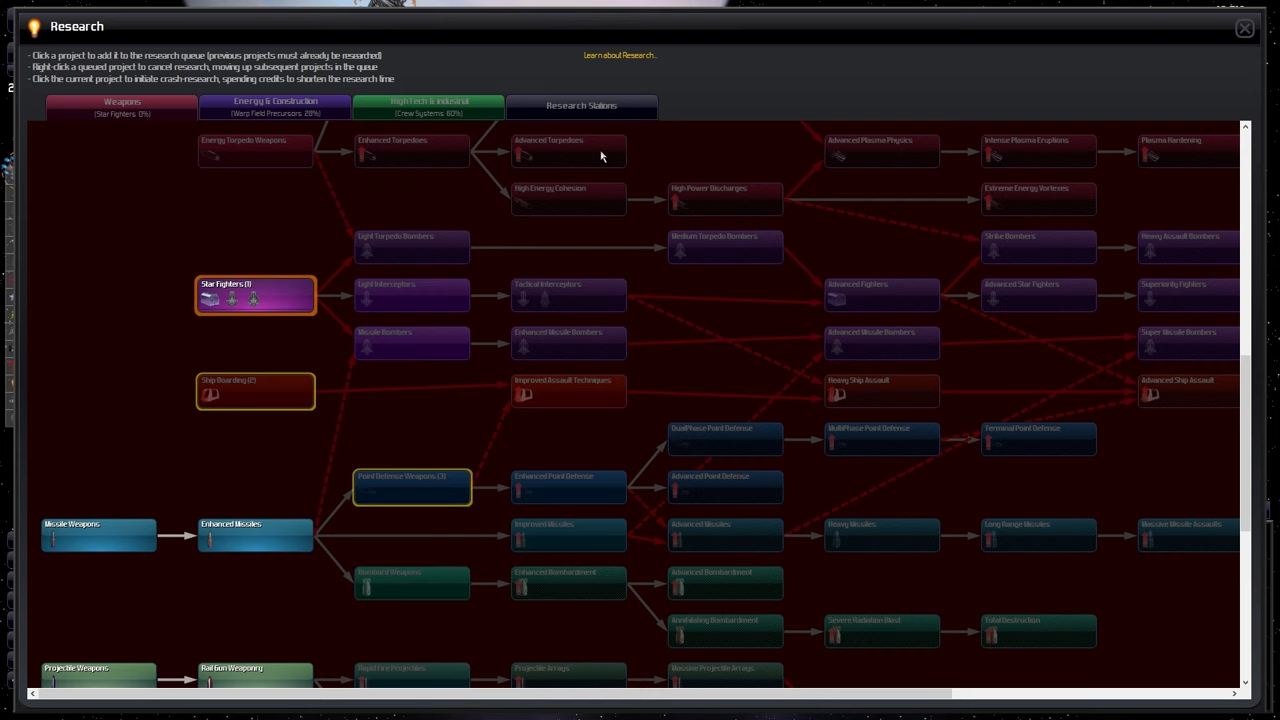 Research
- Click a project to add it to the research queue (previous projects must already be researched)
- Right-click a queued project to cancel research, moving up subsequent projects in the queue
- Click the current project to initiate crash-research, spending credits to shorten the research time
Learn about Research...
Weapons
(Star Fighters: 0%)
Energy & Construction
(Warp Field Precursors: 28%)
HighTech & Industrial
(Crew Systems: 60%)
Research Stations
Energy Torpedo Weapons
Enhanced Torpedoes
Advanced Torpedoes
Advanced Plasma Physics
Intense Plasma Eruptions
Plasma Hardening
High Energy Cohesion
High Power Discharges
Extreme Energy Vortexes
Light Torpedo Bombers
Medium Torpedo Bombers
Strike Bombers
Heavy Assault Bombers
Star Fighters (1)
Light Interceptors
Tactical Interceptors
Advanced Fighters
Advanced Star Fighters
Superiority Fighters
Missile Bombers
Enhanced Missile Bombers
Advanced Missile Bombers
Super Missile Bombers
Ship Boarding (2)
Improved Assault Techniques
Heavy Ship Assault
Advanced Ship Assault
DualPhase Point Defense
MultiPhase Point Defense
Terminal Point Defense
Point Defense Weapons (3)
Enhanced Point Defense
Advanced Point Defense
Missile Weapons
Enhanced Missiles
Improved Missiles
Advanced Missiles
Heavy Missiles
Long Range Missiles
Massive Missile Assaults
Bombard Weapons
Enhanced Bombardment
Advanced Bombardment
Annihilating Bombardment
Severe Radiation Blast
Total Destruction
Projectile Weapons
Rail Gun Weaponry
Rapid Fire Projectiles
Projectile Arrays
Massive Projectile Arrays